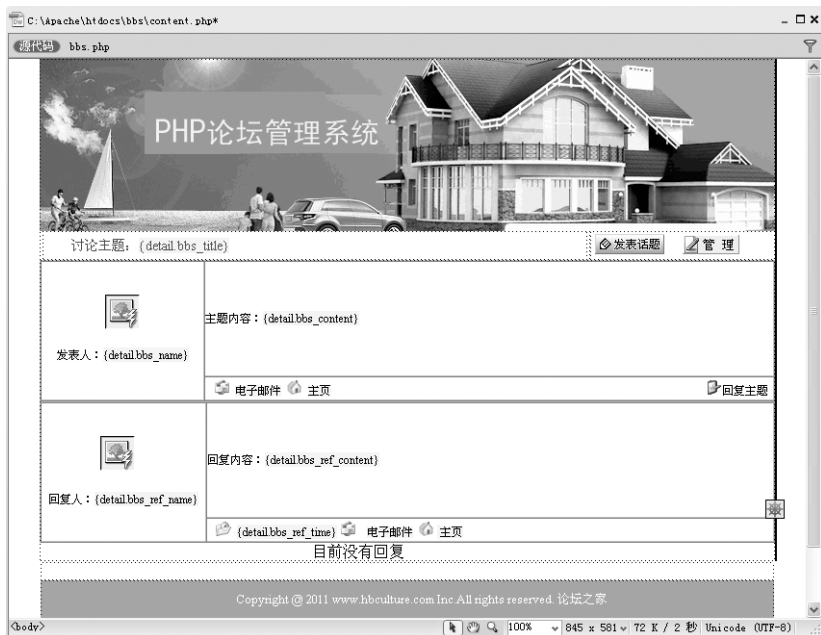 C:\Apache\htdocs\bbs\content.php*
源代码 bbs.php
PHP论坛管理系统
讨论主题：{detail.bbs_title} 发表话题 管 理
主题内容：{detail.bbs_content}
发表人：{detail.bbs_name}
电子邮件 主页 回复主题
回复内容：{detail.bbs_ref_content}
回复人：{detail.bbs_ref_name}
{detail.bbs_ref_time} 电子邮件 主页
目前没有回复
Copyright @ 2011 www.hbculture.com Inc.All rights reserved. 论坛之家
<body> 100% 845 x 581 72 K / 2 秒 Unicode (UTF-8)